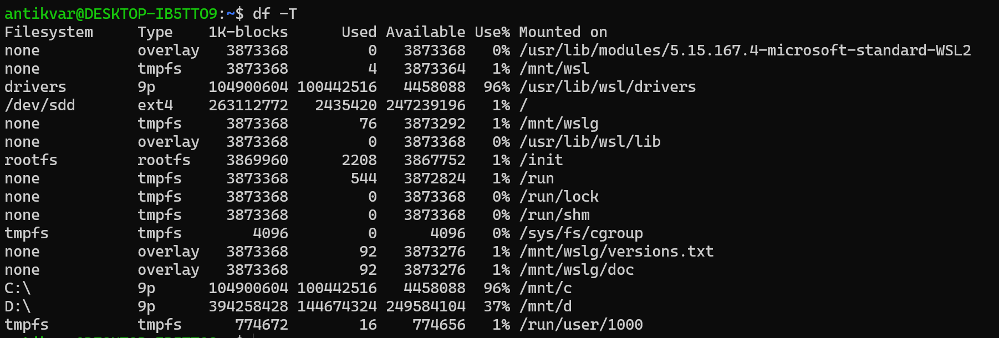 antikvar@DESKTOP-IB5TTO9:~$ df -T
Filesystem     Type    1K-blocks      Used Available Use% Mounted on
none           overlay   3873368         0   3873368   0% /usr/lib/modules/5.15.167.4-microsoft-standard-WSL2
none           tmpfs     3873368         4   3873364   1% /mnt/wsl
drivers        9p      104900604 100442516   4458088  96% /usr/lib/wsl/drivers
/dev/sdd       ext4    263112772   2435420 247239196   1% /
none           tmpfs     3873368        76   3873292   1% /mnt/wslg
none           overlay   3873368         0   3873368   0% /usr/lib/wsl/lib
rootfs         rootfs    3869960      2208   3867752   1% /init
none           tmpfs     3873368       544   3872824   1% /run
none           tmpfs     3873368         0   3873368   0% /run/lock
none           tmpfs     3873368         0   3873368   0% /run/shm
tmpfs          tmpfs        4096         0      4096   0% /sys/fs/cgroup
none           overlay   3873368        92   3873276   1% /mnt/wslg/versions.txt
none           overlay   3873368        92   3873276   1% /mnt/wslg/doc
C:\            9p      104900604 100442516   4458088  96% /mnt/c
D:\            9p      394258428 144674324 249584104  37% /mnt/d
tmpfs          tmpfs      774672        16    774656   1% /run/user/1000